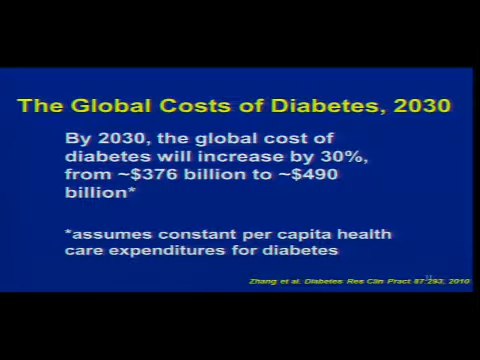 The Global Costs of Diabetes, 2030
By 2030, the global cost of
diabetes will increase by 30%,
from ~$376 billion to ~$490
billion*
*assumes constant per capita health
care expenditures for diabetes
Zhang et al. Diabetes Res Clin Pract 87:293, 2010